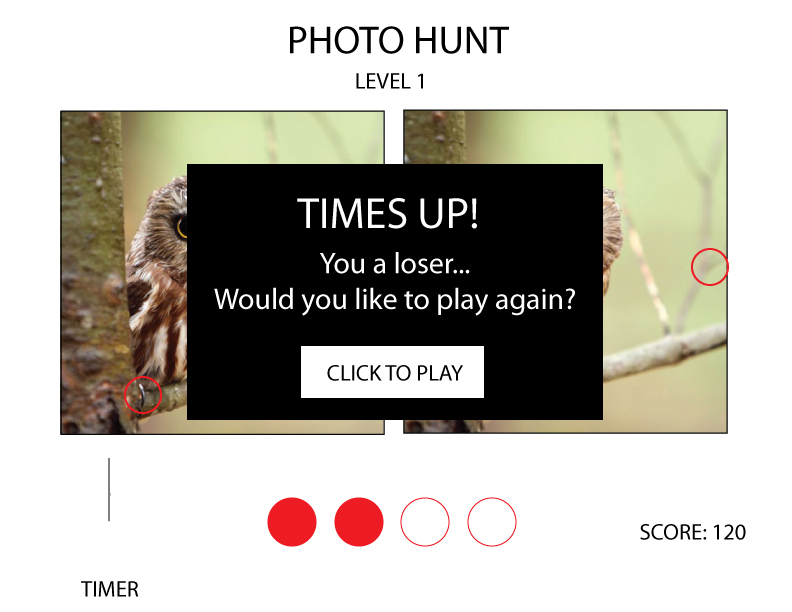 PHOTO HUNT
LEVEL 1
TIMES UP!
You a loser...
Would you like to play again?
CLICK TO PLAY
SCORE: 120
TIMER